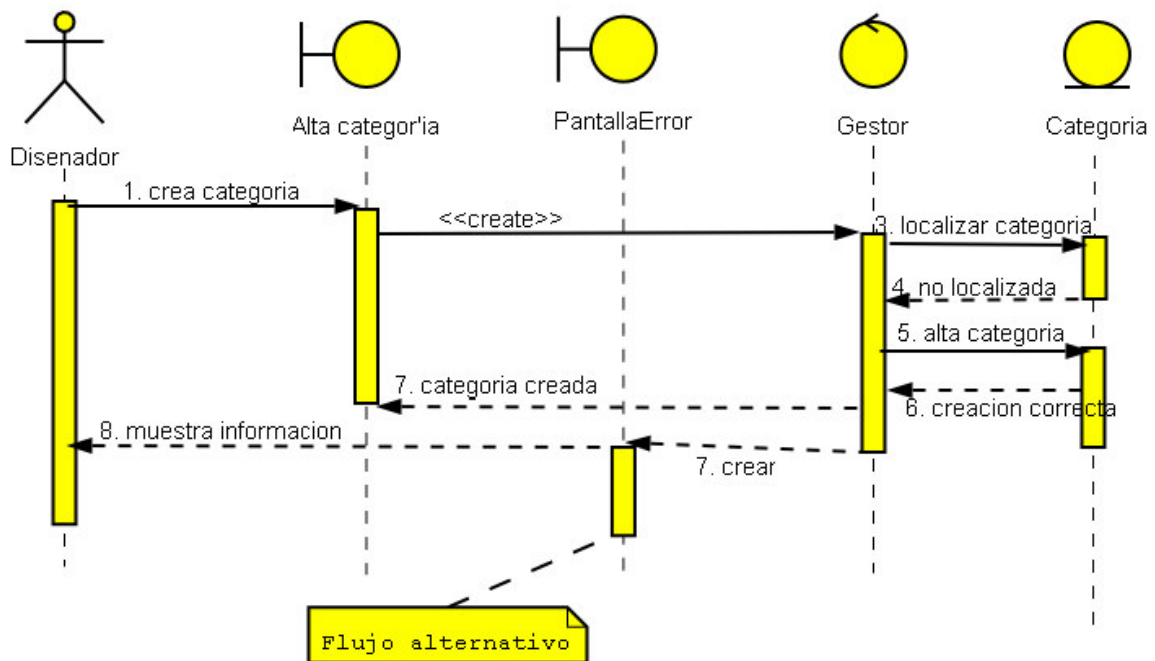 Disenador
Alta categor'ia
PantallaError
Gestor
Categoria
1. crea categoria
<<create>>
3. localizar categoria
4. no localizada
5. alta categoria
7. categoria creada
6. creacion correcta
8. muestra informacion
7. crear
Flujo alternativo